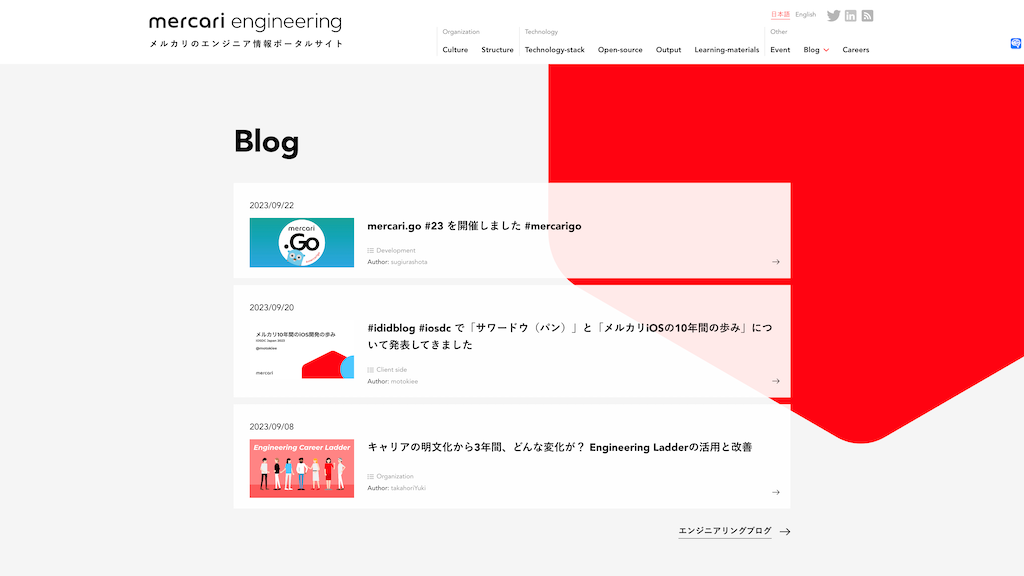 mercari engineering
メルカリのエンジニア情報ポータルサイト
日本語 English
Organization
Culture Structure
Technology
Technology-stack Open-source Output Learning-materials
Other
Event Blog Careers
Blog
2023/09/22
mercari
.Go
mercari.go #23 を開催しました #mercarigo
Development
Author: sugiurashota
2023/09/20
メルカリ10年間のiOS開発の歩み
iOSDC Japan 2023
@motokiee
mercari
#ididblog #iosdc で「サワードウ（パン）」と「メルカリiOSの10年間の歩み」につ
いて発表してきました
Client side
Author: motokiee
2023/09/08
Engineering Career Ladder
キャリアの明文化から3年間、どんな変化が？ Engineering Ladderの活用と改善
Organization
Author: takahoriYuki
エンジニアリングブログ